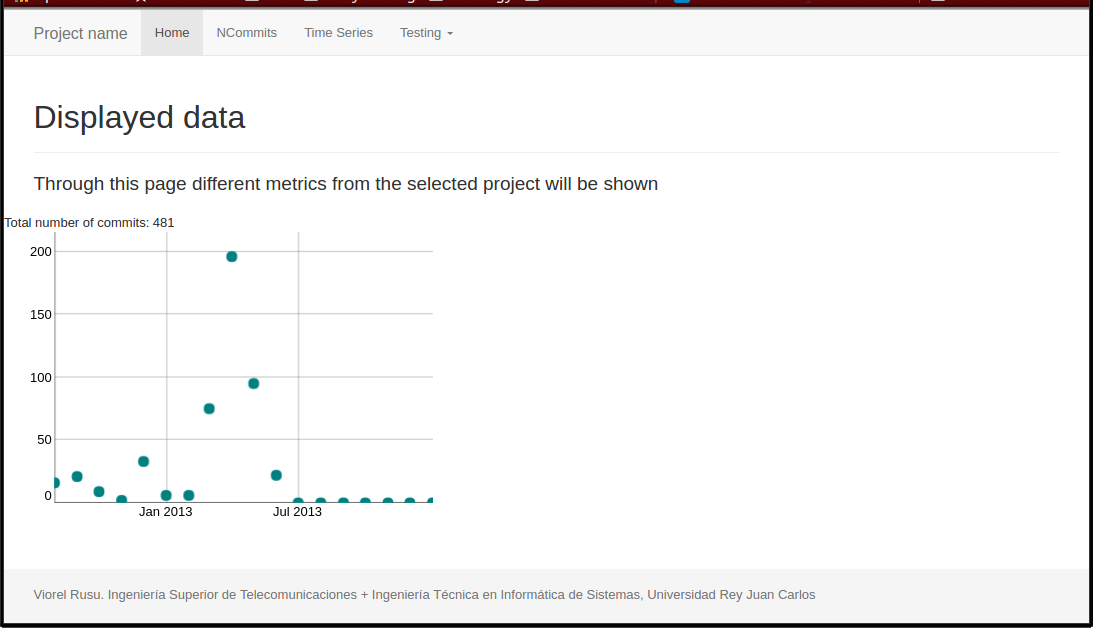 Project name Home NCommits Time Series Testing
Displayed data
Through this page different metrics from the selected project will be shown
Total number of commits: 481
200
150
100
50
0
Jan 2013 Jul 2013
Viorel Rusu. Ingeniería Superior de Telecomunicaciones + Ingeniería Técnica en Informática de Sistemas, Universidad Rey Juan Carlos